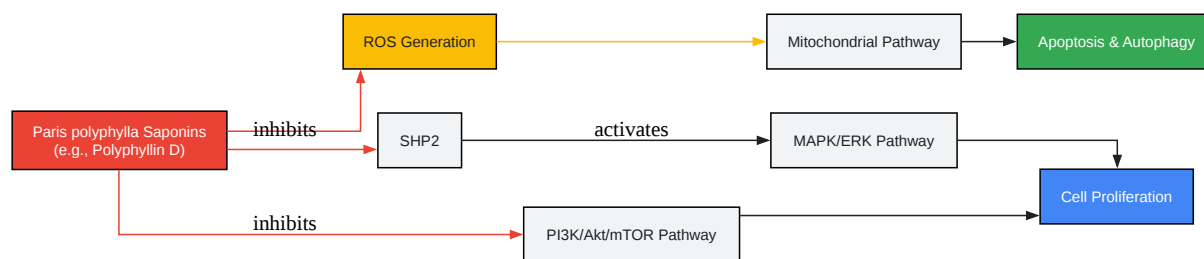 ROS Generation
Mitochondrial Pathway
Apoptosis & Autophagy
Paris polyphylla Saponins
(e.g., Polyphyllin D)
inhibits
SHP2
activates
MAPK/ERK Pathway
Cell Proliferation
inhibits
PI3K/Akt/mTOR Pathway